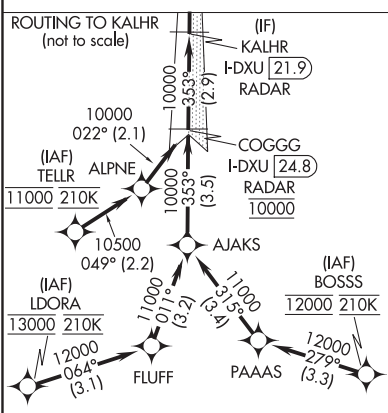 ROUTING TO KALHR
(not to scale)
(IF)
KALHR
I-DXU 21.9
RADAR
10000
353°
(2.9)
10000
022° (2.1)
COGGG
I-DXU 24.8
RADAR
10000
(IAF)
TELLR
11000 210K
ALPNE
10000
353°
(3.5)
10500
049° (2.2)
AJAKS
(IAF)
BOSSS
12000 210K
(IAF)
LDORA
13000 210K
11000
011°
(3.2)
11000
315°
(3.4)
12000
064°
(3.1)
FLUFF
PAAAS
12000
279°
(3.3)